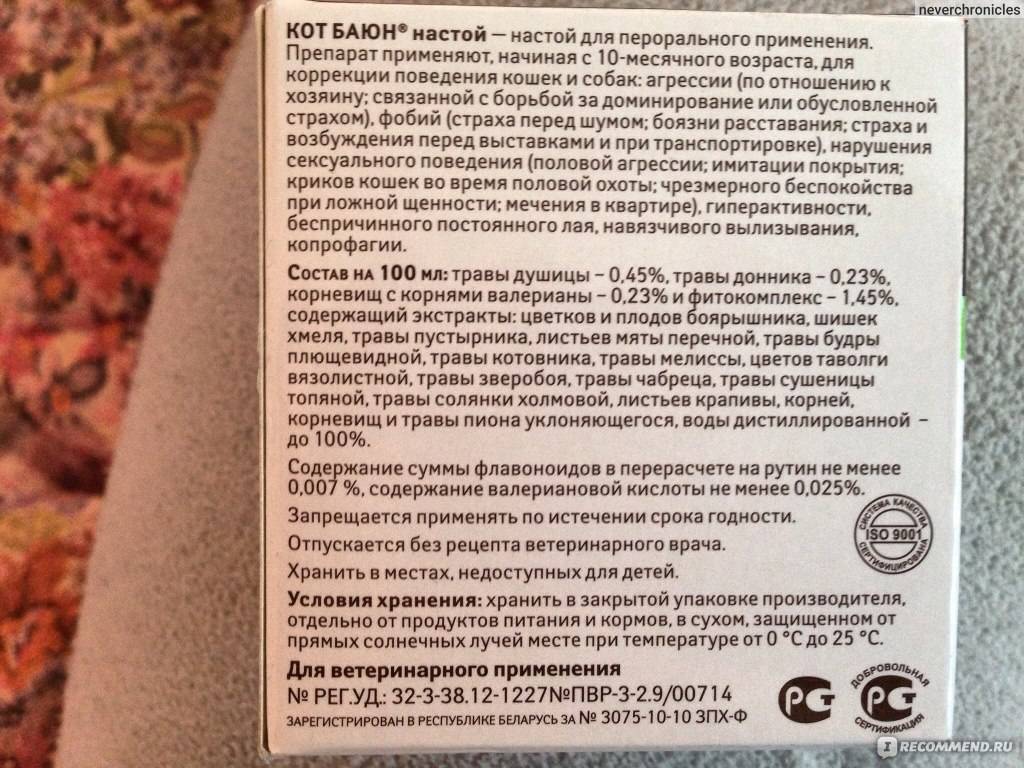 neverchronicles
КОТ БАЮН® настой — настой для перорального применения.
Препарат применяют, начиная с 10-месячного возраста, для
коррекции поведения кошек и собак: агрессии (по отношению к
хозяину; связанной с борьбой за доминирование или обусловленной
страхом), фобий (страха перед шумом; боязни расставания; страха и
возбуждения перед выставками и при транспортировке), нарушения
сексуального поведения (половой агрессии; имитации покрытия;
криков кошек во время половой охоты; чрезмерного беспокойства
при ложной щенности; мечения в квартире), гиперактивности,
беспричинного постоянного лая, навязчивого вылизывания,
копрофагии.
Состав на 100 мл: травы душицы – 0,45%, травы донника – 0,23%,
корневищ с корнями валерианы – 0,23% и фитокомплекс – 1,45%,
содержащий экстракты: цветков и плодов боярышника, шишек
хмеля, травы пустырника, листьев мяты перечной, травы будры
плющевидной, травы котовника, травы мелиссы, цветов таволги
вязолистной, травы зверобоя, травы чабреца, травы сушеницы
топяной, травы солянки холмовой, листьев крапивы, корней,
корневищ и травы пиона уклоняющегося, воды дистиллированной –
до 100%.
Содержание суммы флавоноидов в перерасчете на рутин не менее
0,007 %, содержание валериановой кислоты не менее 0,025%.
Запрещается применять по истечении срока годности.
Отпускается без рецепта ветеринарного врача.
Хранить в местах, недоступных для детей.
СИСТЕМА КАЧЕСТВА
ISO 9001
СЕРТИФИЦИРОВАНА
Условия хранения: хранить в закрытой упаковке производителя,
отдельно от продуктов питания и кормов, в сухом, защищенном от
прямых солнечных лучей месте при температуре от 0 °С до 25 °С.
Для ветеринарного применения
№ РЕГ.УД.: 32-3-38.12-1227№ПВР-3-2.9/00714
ЗАРЕГИСТРИРОВАН В РЕСПУБЛИКЕ БЕЛАРУСЬ ЗА № 3075-10-10 ЗПХ-Ф
РСТ
ДОБРОВОЛЬНАЯ
РСТ
СЕРТИФИКАЦИЯ
IRECOMMEND.RU